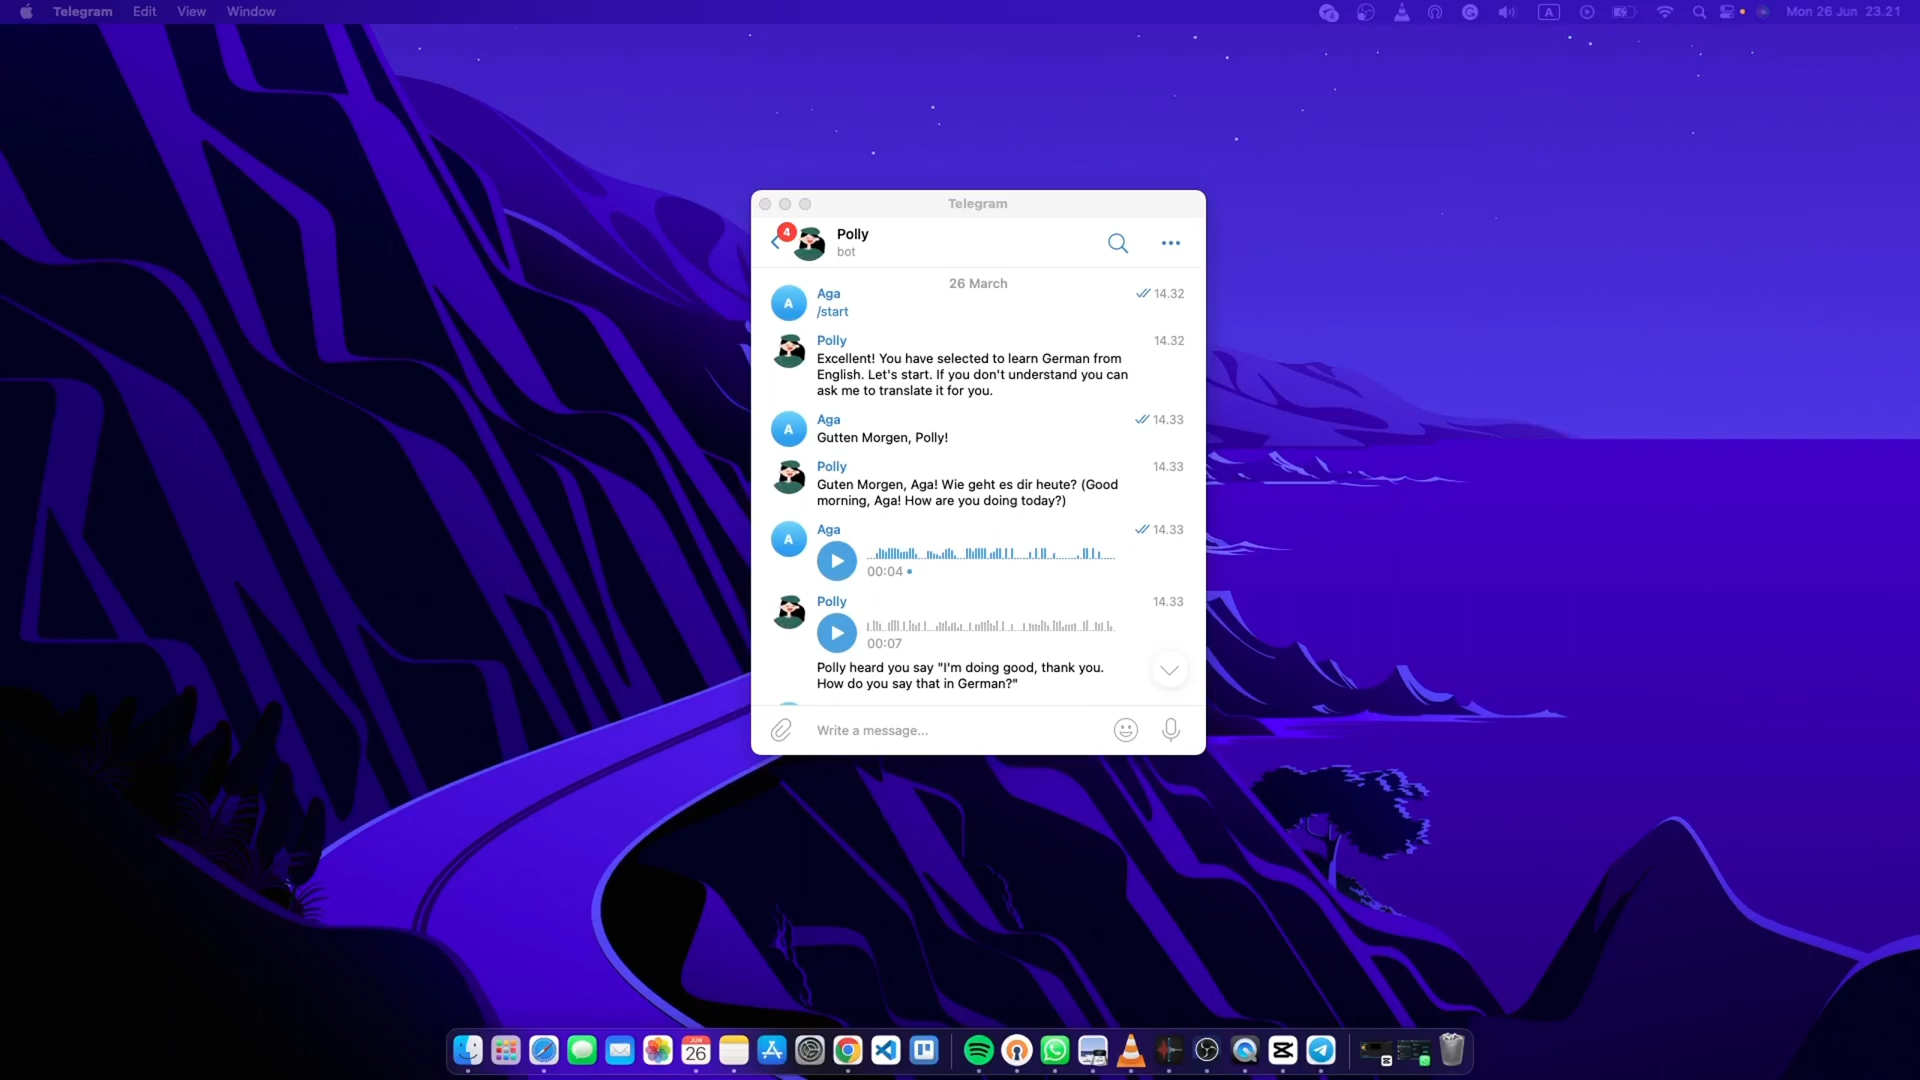 Telegram Edit View Window
A
Mon 26 Jun 23.21
Telegram
4
Polly
bot
26 March
A
Aga
14.32
/start
Polly
14.32
Excellent! You have selected to learn German from
English. Let's start. If you don't understand you can
ask me to translate it for you.
A
Aga
14.33
Gutten Morgen, Polly!
Polly
14.33
Guten Morgen, Aga! Wie geht es dir heute? (Good
morning, Aga! How are you doing today?)
A
Aga
14.33
00:04
Polly
14.33
00:07
Polly heard you say "I'm doing good, thank you.
How do you say that in German?"
Write a message...
JUN
26